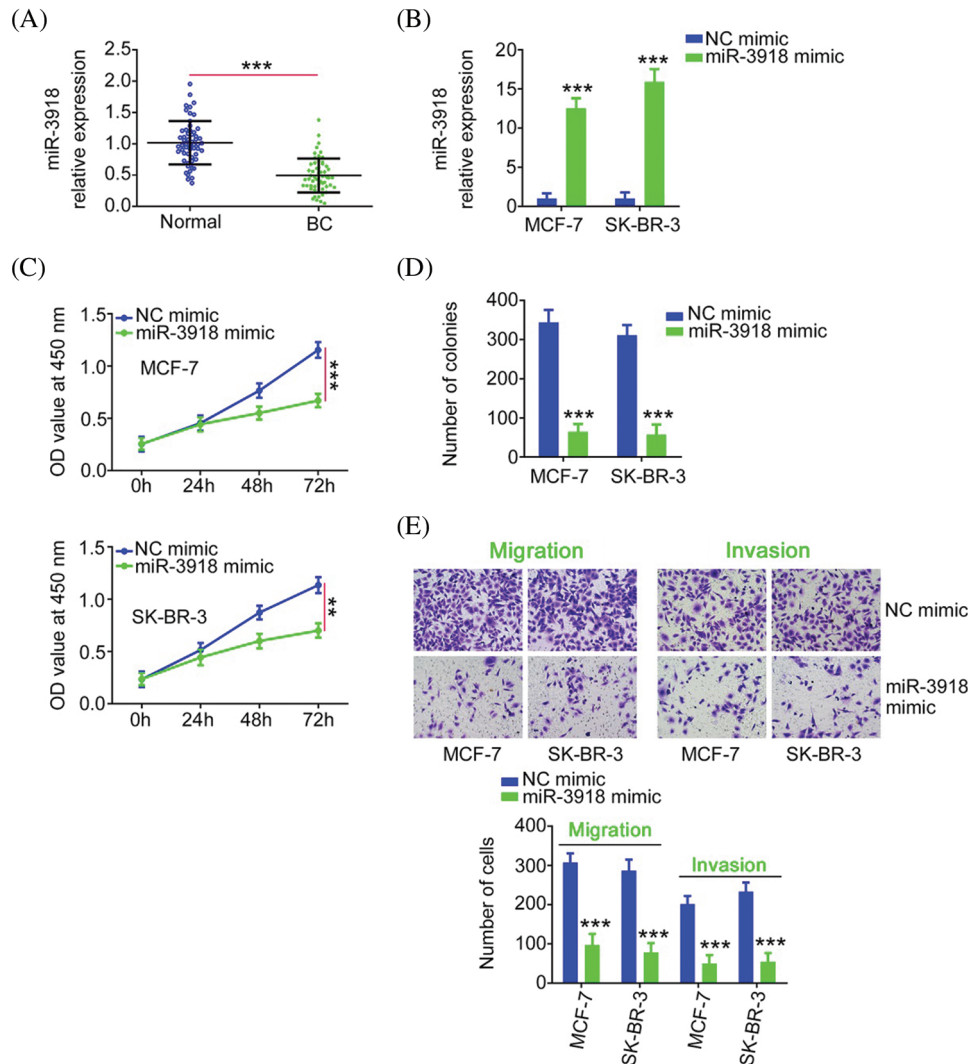 (A)
miR-3918
relative expression
2.5
2.0
1.5
1.0
0.5
0.0
***
Normal
BC
(B)
miR-3918
relative expression
20
15
10
5
0
NC mimic
miR-3918 mimic
***
***
MCF-7
SK-BR-3
(C)
OD value at 450 nm
1.5
1.0
0.5
0.0
NC mimic
miR-3918 mimic
MCF-7
***
0h
24h
48h
72h
OD value at 450 nm
1.5
1.0
0.5
0.0
NC mimic
miR-3918 mimic
SK-BR-3
**
0h
24h
48h
72h
(D)
Number of colonies
400
300
200
100
0
NC mimic
miR-3918 mimic
***
***
MCF-7
SK-BR-3
(E)
Migration
Invasion
NC mimic
miR-3918
mimic
MCF-7
SK-BR-3
MCF-7
SK-BR-3
NC mimic
miR-3918 mimic
Number of cells
400
300
200
100
0
Migration
Invasion
***
***
***
***
MCF-7
SK-BR-3
MCF-7
SK-BR-3